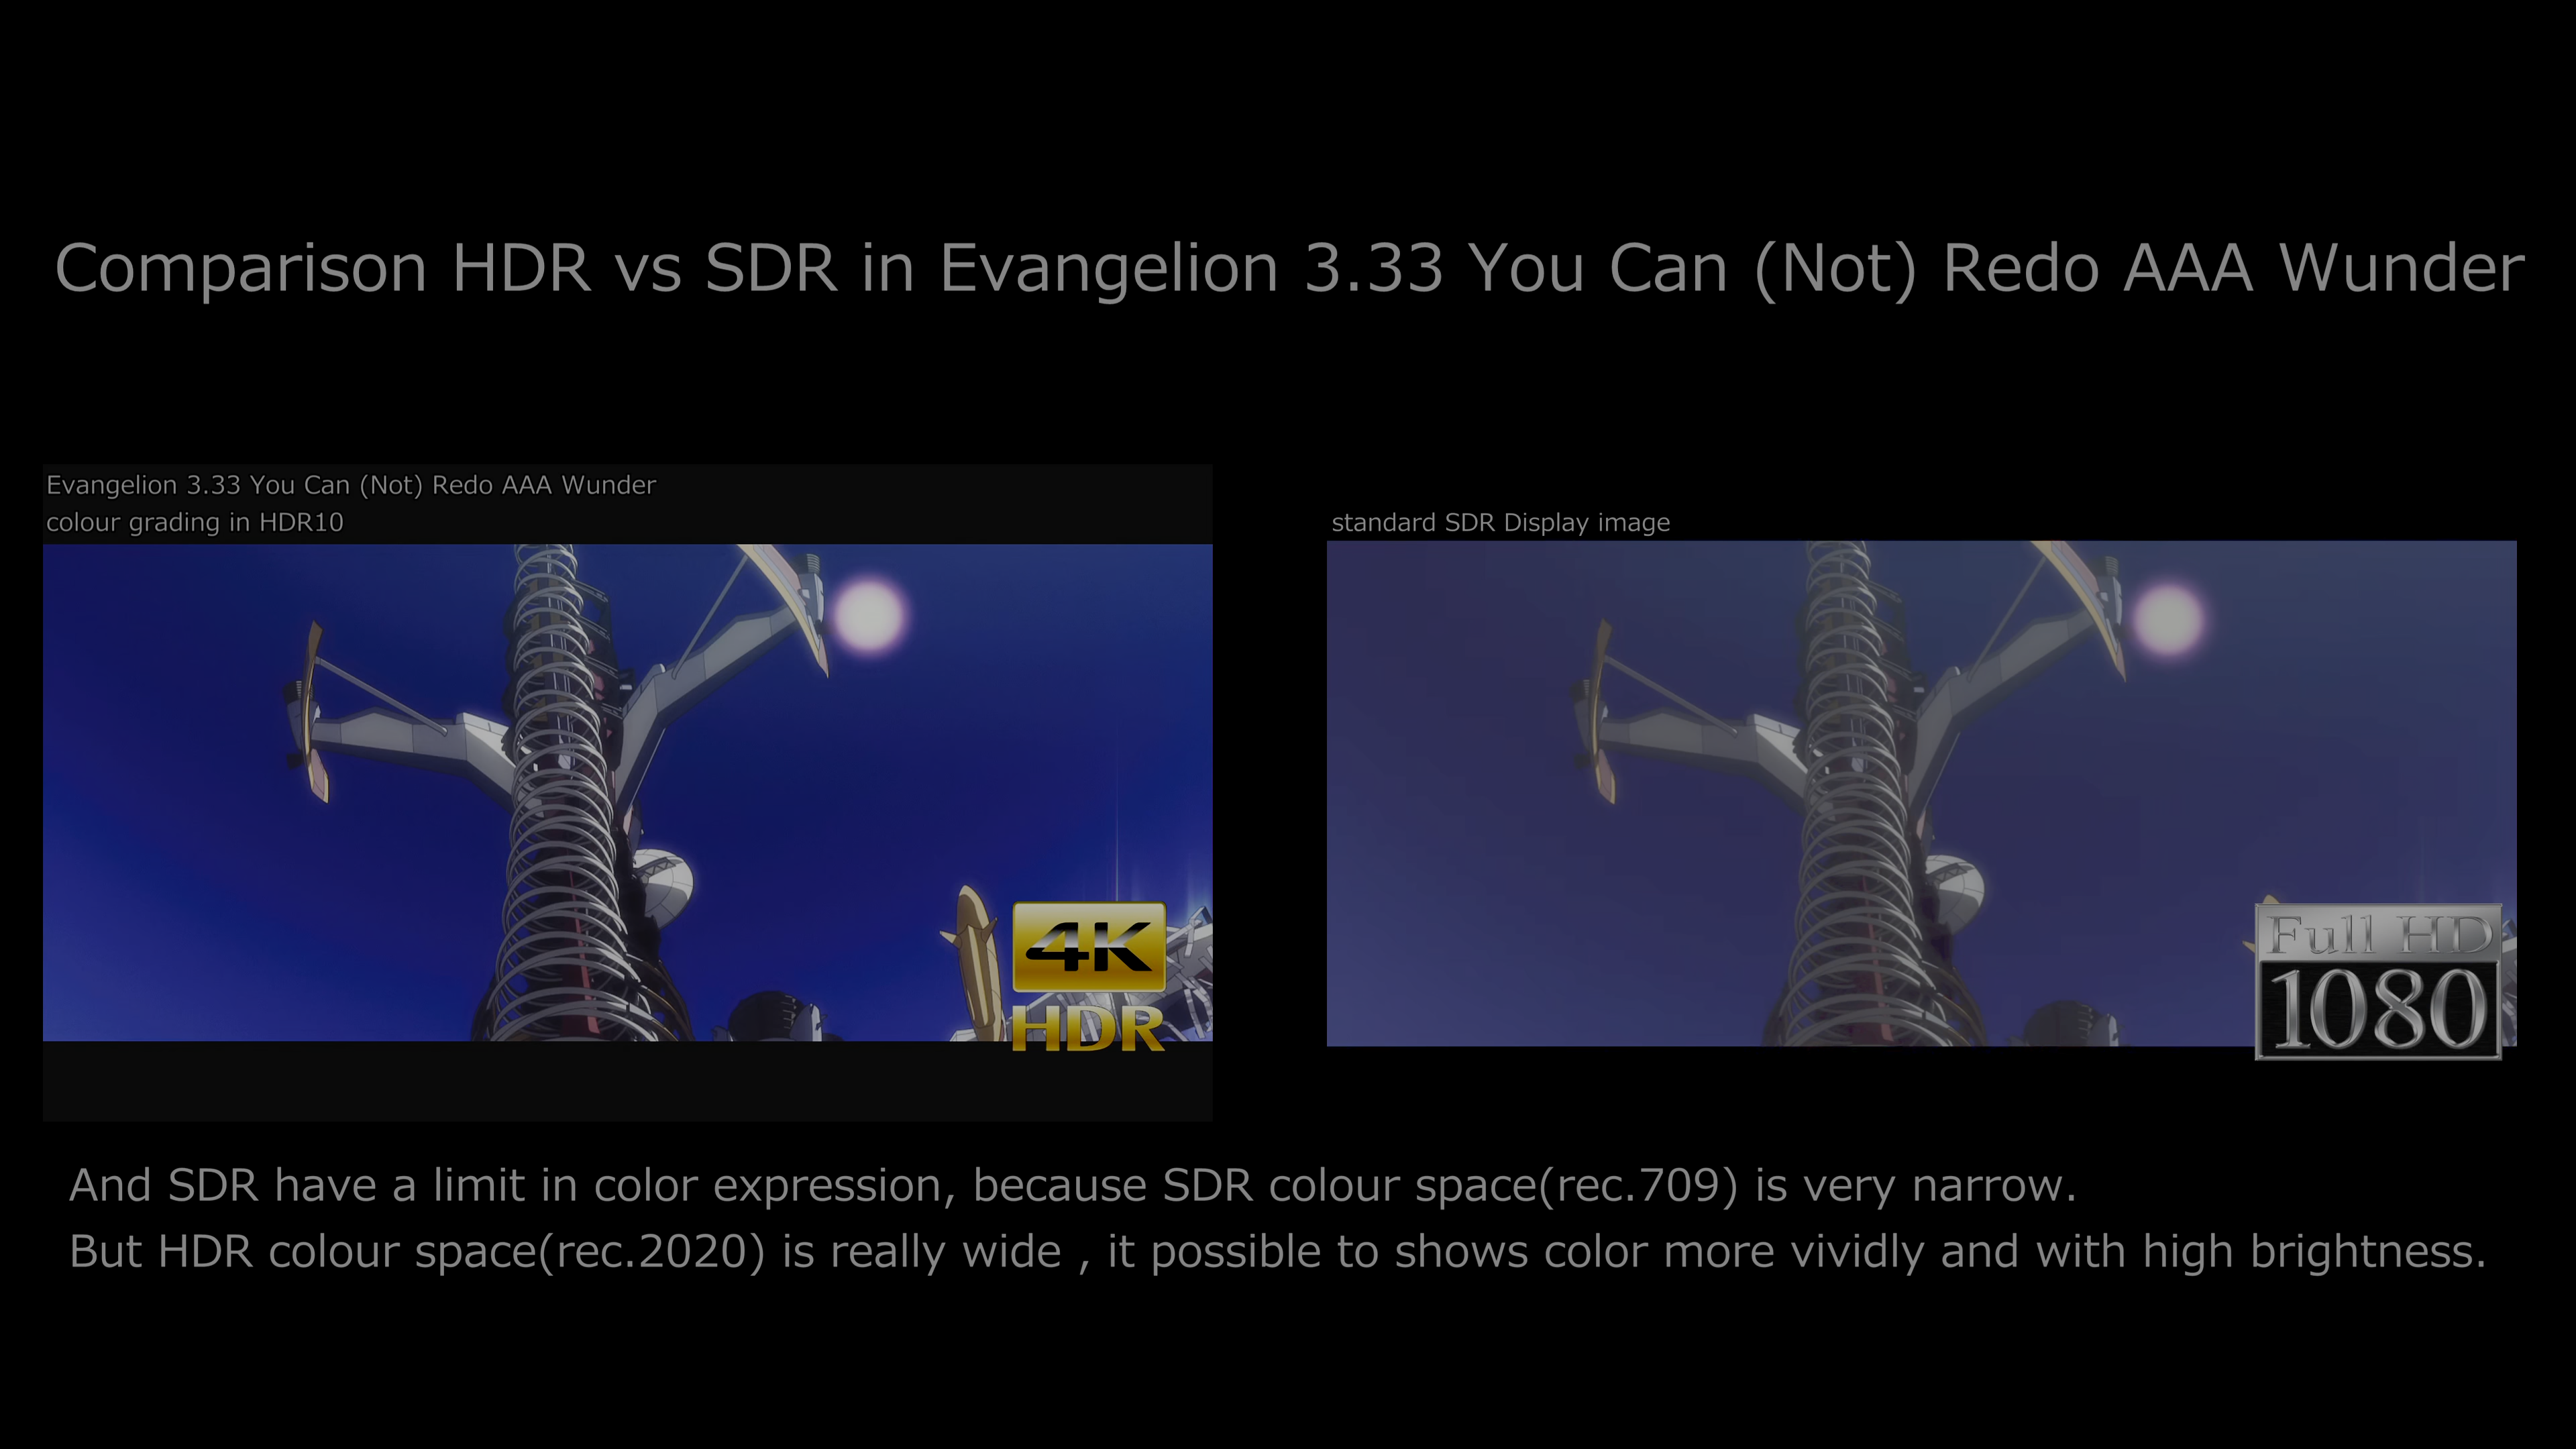 Comparison HDR vs SDR in Evangelion 3.33 You Can (Not) Redo AAA Wunder
Evangelion 3.33 You Can (Not) Redo AAA Wunder
colour grading in HDR10
standard SDR Display image
4K
HDR
Full HD
1080
And SDR have a limit in color expression, because SDR colour space(rec.709) is very narrow.
But HDR colour space(rec.2020) is really wide , it possible to shows color more vividly and with high brightness.